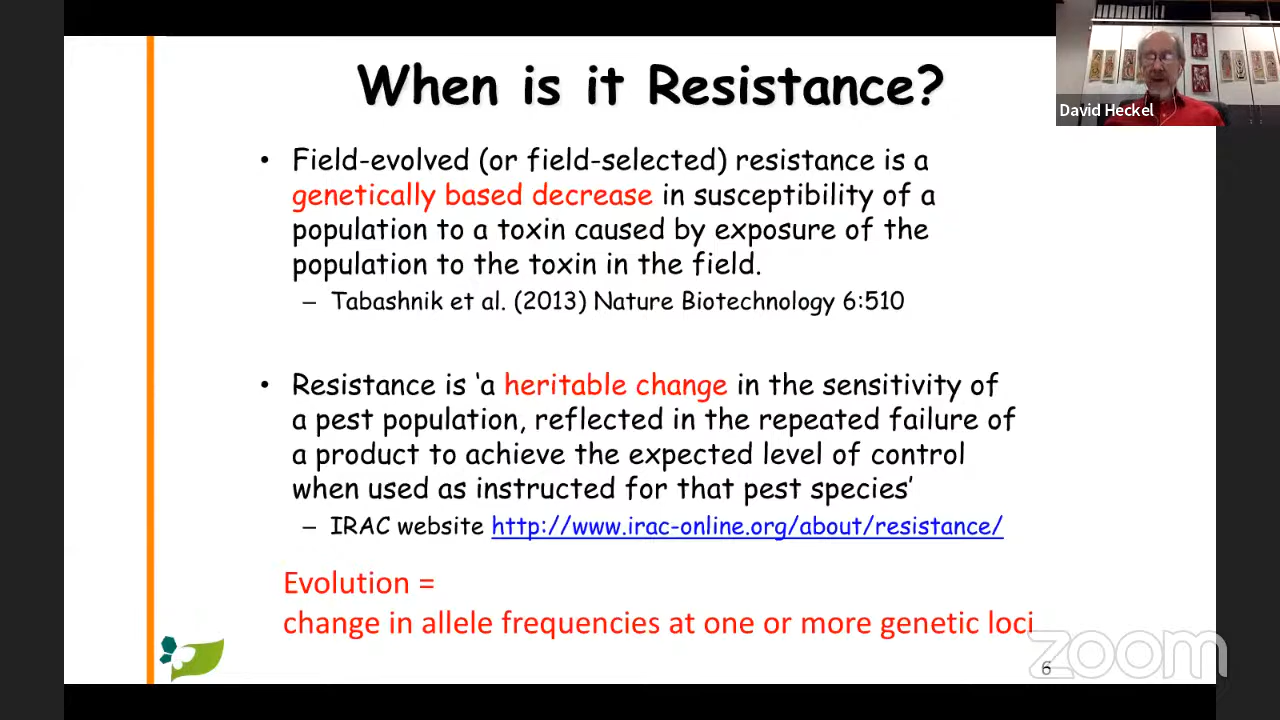 When is it Resistance?
David Heckel
• Field-evolved (or field-selected) resistance is a
genetically based decrease in susceptibility of a
population to a toxin caused by exposure of the
population to the toxin in the field.
– Tabashnik et al. (2013) Nature Biotechnology 6:510
• Resistance is ‘a heritable change in the sensitivity of
a pest population, reflected in the repeated failure of
a product to achieve the expected level of control
when used as instructed for that pest species’
– IRAC website http://www.irac-online.org/about/resistance/
Evolution =
change in allele frequencies at one or more genetic loci
zoom
6